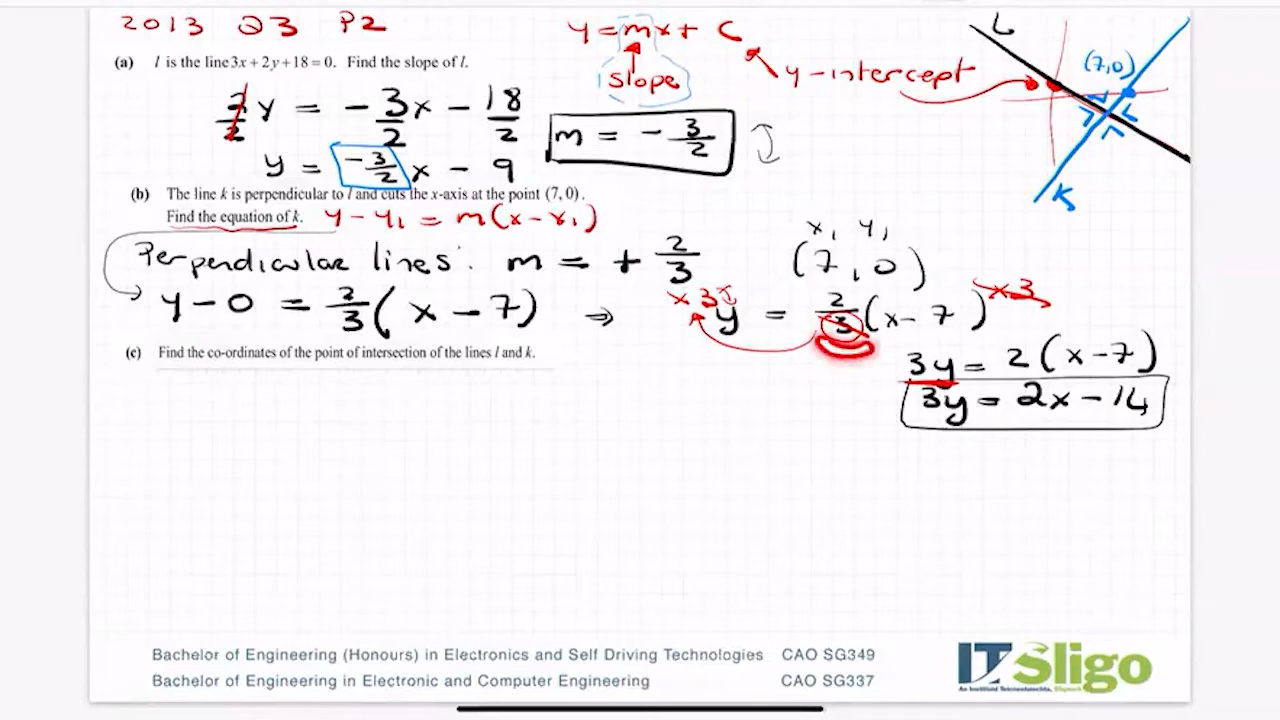 2013 Q3 P2
y = mx + c
slope
y-intercept
L
(7,0)
K
(a) l is the line 3x + 2y + 18 = 0. Find the slope of l.
2/2 y = -3x/2 - 18/2
y = -3/2 x - 9
m = - 3/2
(b) The line k is perpendicular to l and cuts the x-axis at the point (7, 0).
Find the equation of k. y - y₁ = m(x - x₁)
Perpendicular lines: m = + 2/3
x₁ y₁
(7, 0)
y - 0 = 2/3 (x - 7) ⇒ x 3 y = 2/3 (x - 7) x 3
3y = 2(x - 7)
3y = 2x - 14
(c) Find the co-ordinates of the point of intersection of the lines l and k.
Bachelor of Engineering (Honours) in Electronics and Self Driving Technologies CAO SG349
Bachelor of Engineering in Electronic and Computer Engineering CAO SG337
IT Sligo
An Institiúid Teicneolaíochta, Sligeach